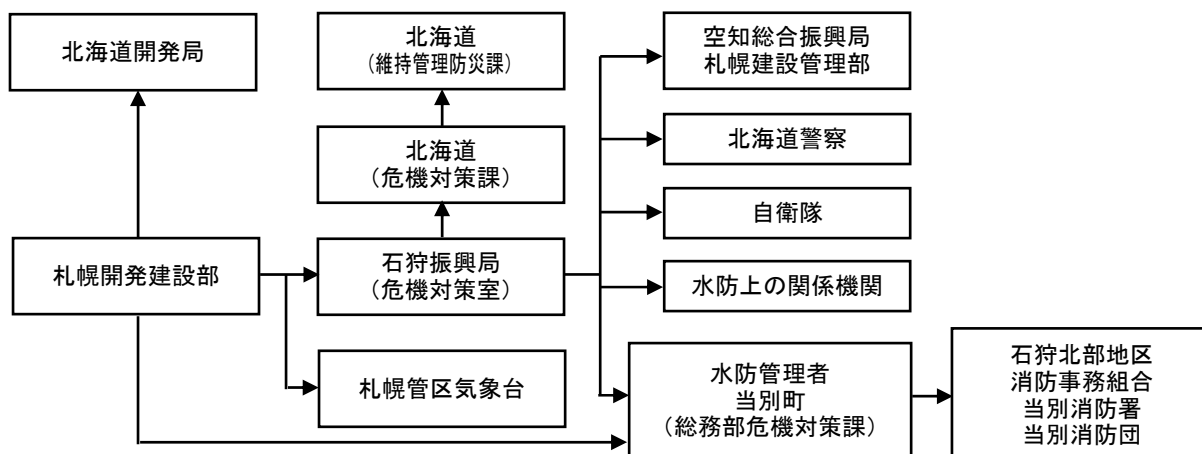 北海道開発局
北海道
（維持管理防災課）
空知総合振興局
札幌建設管理部
北海道
（危機対策課）
北海道警察
自衛隊
札幌開発建設部
石狩振興局
（危機対策室）
水防上の関係機関
札幌管区気象台
水防管理者
当別町
（総務部危機対策課）
石狩北部地区
消防事務組合
当別消防署
当別消防団